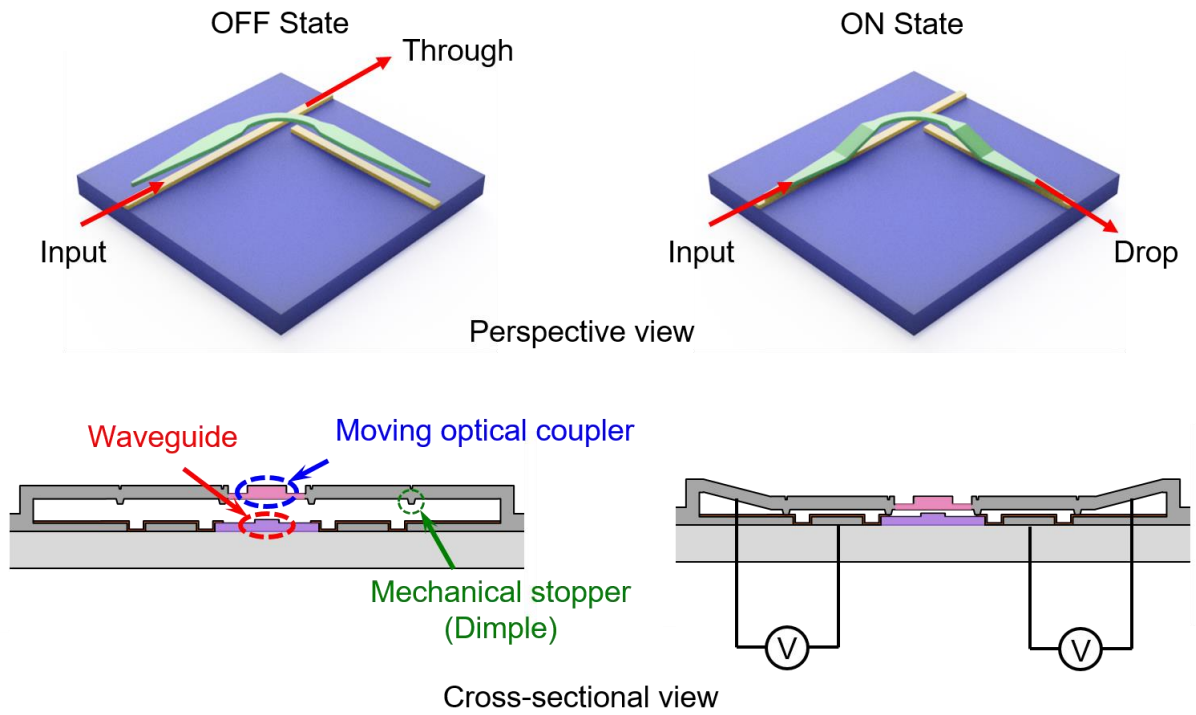 OFF State
ON State
Through
Input
Input
Drop
Perspective view
Waveguide
Moving optical coupler
Mechanical stopper
(Dimple)
V
V
Cross-sectional view